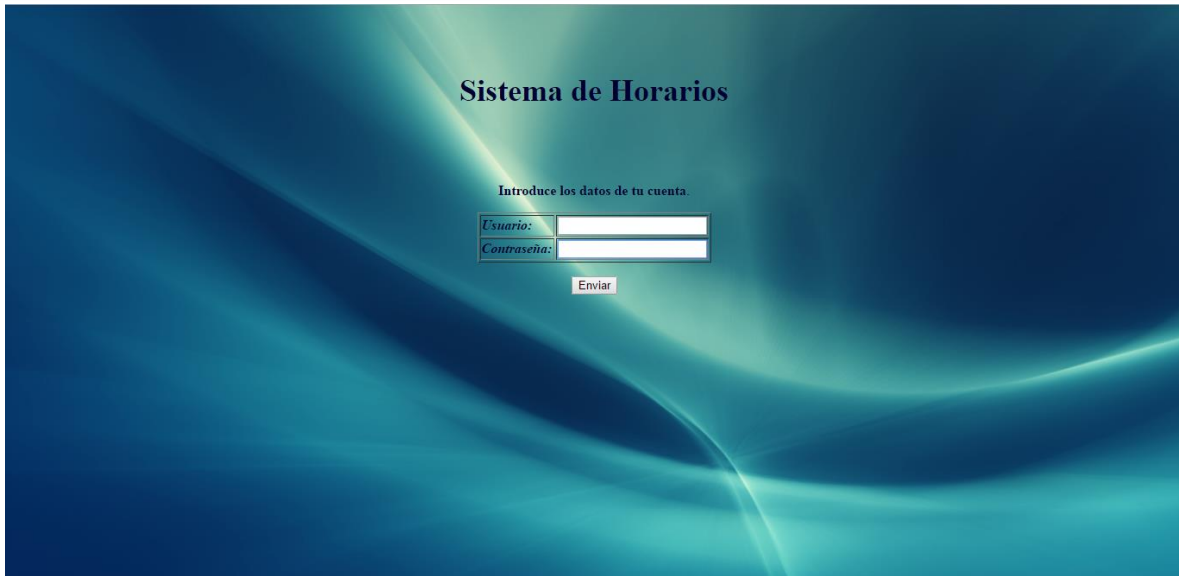 Sistema de Horarios
Introduce los datos de tu cuenta.
Usuario:
Contraseña:
Enviar